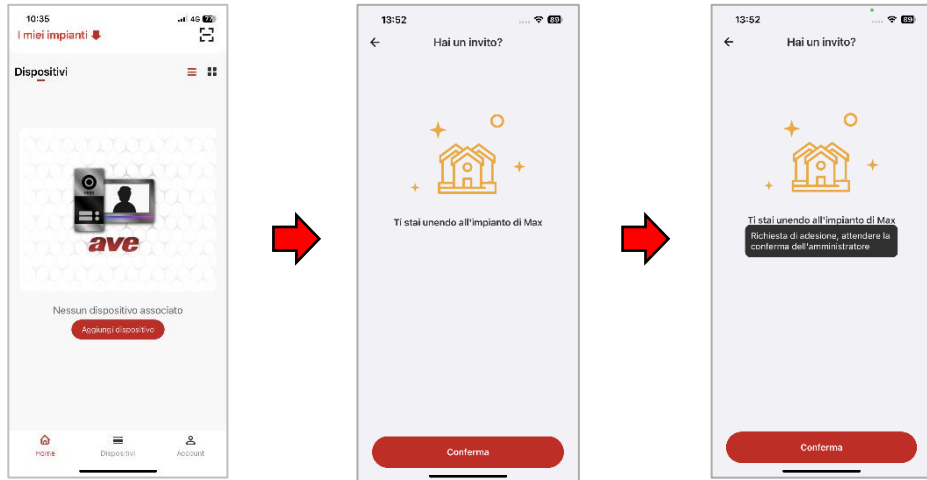 10:35
4G 77
I miei impianti
Dispositivi
ave
Nessun dispositivo associato
Aggiungi dispositivo
Home
Dispositivi
Account
13:52
89
Hai un invito?
Ti stai unendo all'impianto di Max
Conferma
13:52
89
Hai un invito?
Ti stai unendo all'impianto di Max
Richiesta di adesione, attendere la
conferma dell'amministratore
Conferma